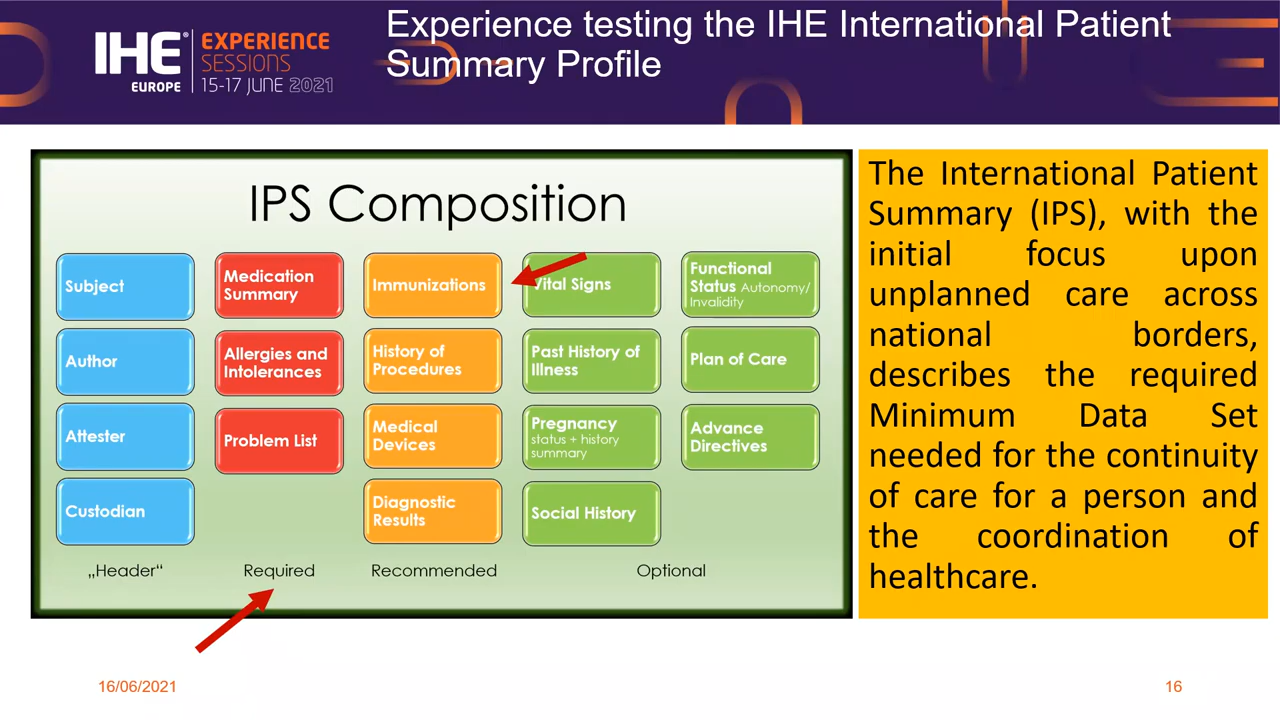 IHE®
EUROPE
EXPERIENCE
SESSIONS
15-17 JUNE 2021
Experience testing the IHE International Patient
Summary Profile
IPS Composition
Subject
Author
Attester
Custodian
„Header“
Medication
Summary
Allergies and
Intolerances
Problem List
Required
Immunizations
History of
Procedures
Medical
Devices
Diagnostic
Results
Recommended
Vital Signs
Past History of
Illness
Pregnancy
status + history
summary
Social History
Functional
Status Autonomy/
Invalidity
Plan of Care
Advance
Directives
Optional
The International Patient
Summary (IPS), with the
initial focus upon
unplanned care across
national borders,
describes the required
Minimum Data Set
needed for the continuity
of care for a person and
the coordination of
healthcare.
16/06/2021
16